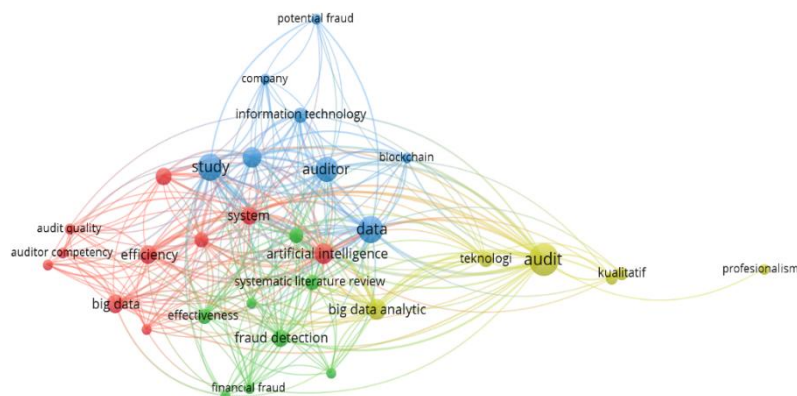 potential fraud
company
information technology
blockchain
study
auditor
system
data
audit quality
auditor competency
efficiency
artificial intelligence
teknologi
audit
kualitatif
profesionalism
systematic literature review
big data
effectiveness
big data analytic
fraud detection
financial fraud